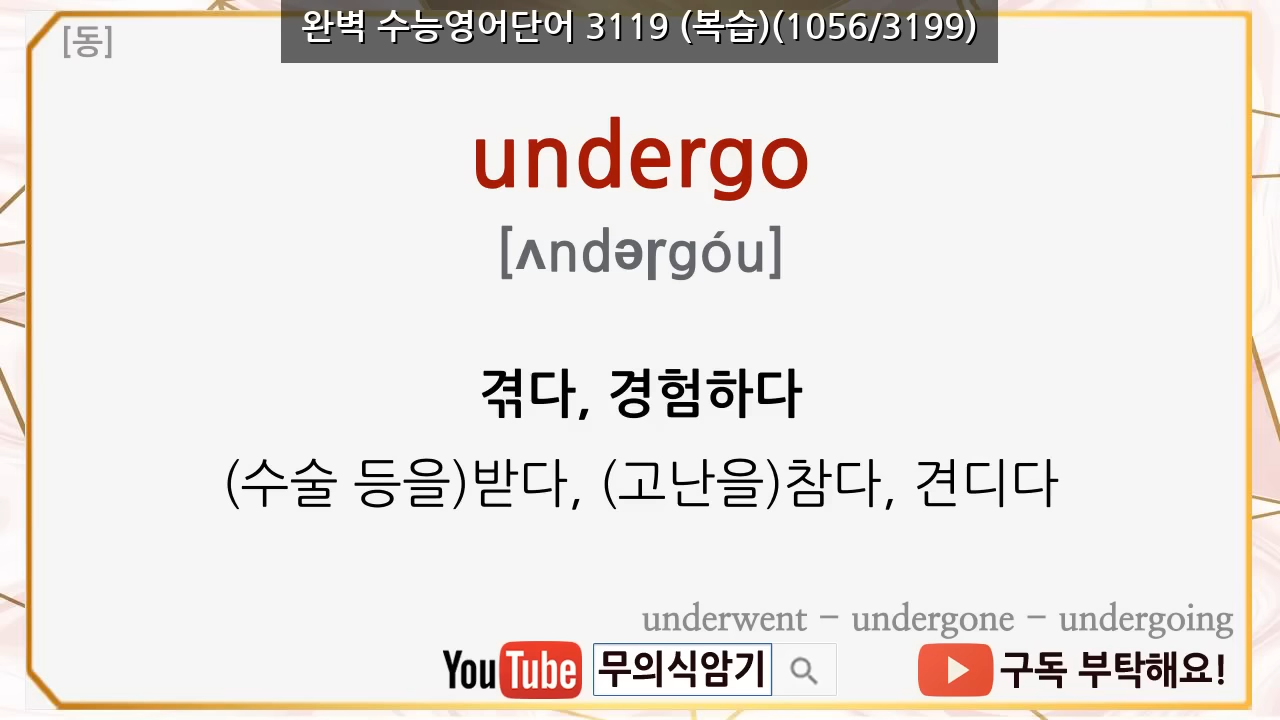 완벽 수능영어단어 3119 (복습)(1056/3199)
[동]
undergo
[ʌndəɽgóu]
겪다, 경험하다
(수술 등을)받다, (고난을)참다, 견디다
underwent - undergone - undergoing
YouTube 무의식암기 구독 부탁해요!